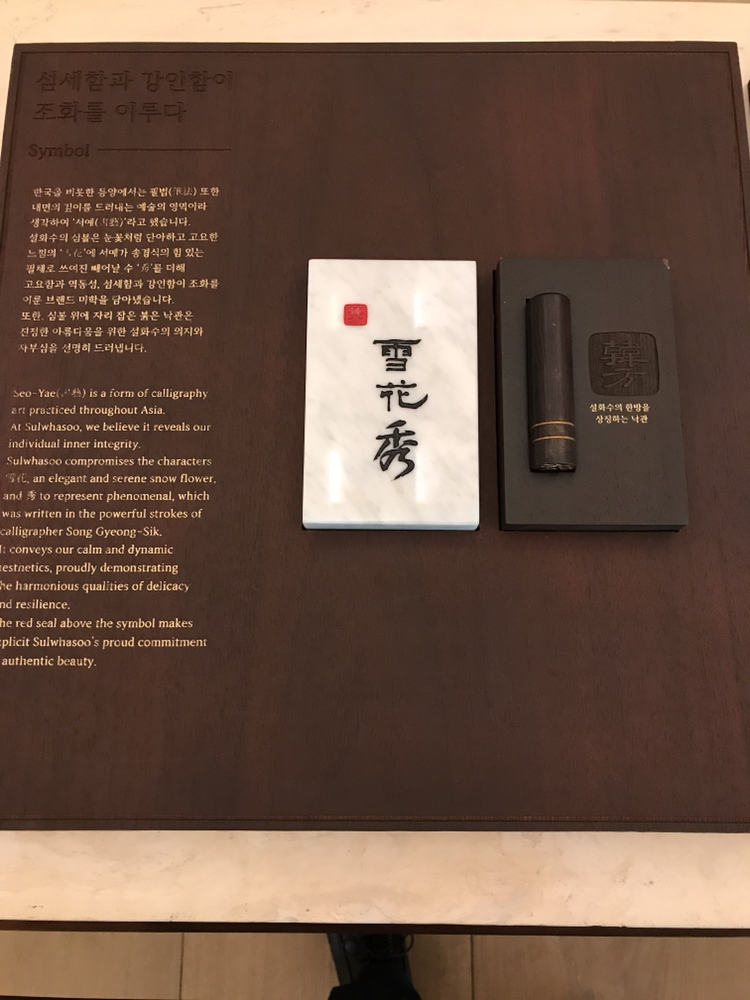 섬세함과 강인함이
조화를 이루다
Symbol
한국을 비롯한 동양에서는 필법(筆法) 또한
내면의 깊이를 드러내는 예술의 영역이라
생각하여 '서예(書藝)'라고 했습니다.
설화수의 심볼은 눈꽃처럼 단아하고 고요한
느낌의 '雪花'에 서예가 송경식의 힘 있는
필체로 쓰여진 빼어날 수 '秀'를 더해
고요함과 역동성, 섬세함과 강인함이 조화를
이룬 브랜드 미학을 담아냈습니다.
또한, 심볼 위에 자리 잡은 붉은 낙관은
진정한 아름다움을 위한 설화수의 의지와
자부심을 선명히 드러냅니다.
Seo-Yae(書藝) is a form of calligraphy
art practiced throughout Asia.
At Sulwhasoo, we believe it reveals our
individual inner integrity.
Sulwhasoo compromises the characters
雪花, an elegant and serene snow flower,
and 秀 to represent phenomenal, which
was written in the powerful strokes of
calligrapher Song Gyeong-Sik.
It conveys our calm and dynamic
aesthetics, proudly demonstrating
he harmonious qualities of delicacy
nd resilience.
he red seal above the symbol makes
xplicit Sulwhasoo's proud commitment
authentic beauty.
雪
花
秀
韓
方
설화수의 한방을
상징하는 낙관